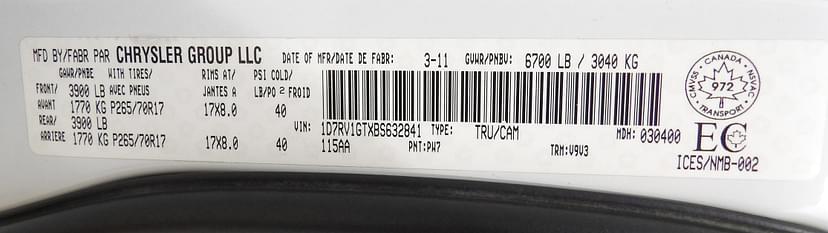 MFD BY/FABR PAR CHRYSLER GROUP LLC DATE OF MFR/DATE DE FABR: 3-11 GVWR/PNBV: 6700 LB / 3040 KG
GAWR/PNBE WITH TIRES/ RIMS AT/ PSI COLD/
FRONT/ 3900 LB AVEC PNEUS JANTES A LB/PO 2 FROID
AVANT 1770 KG P265/70R17 17X8.0 40
REAR/ 3900 LB
ARRIERE/ 1770 KG P265/70R17 17X8.0 40
VIN: 1D7RV1GTXBS632841 TYPE: TRU/CAM MDH: 030400
115AA PNT: PW7 TRM: V9V3
CANADA
CMVSS NSVAC
972
TRANSPORT
EC
ICES/NMB-002